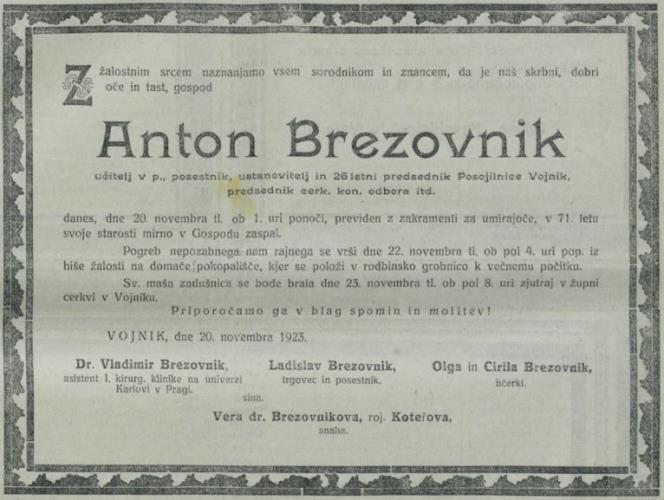 Z žalostnim srcem naznanjamo vsem sorodnikom in znancem, da je naš skrbni, dobri
oče in tast, gospod
Anton Brezovnik
učitelj v p., posestnik, ustanovitelj in 26letni predsednik Posojilnice Vojnik,
predsednik cerk. kon. odbora itd.
danes, dne 20. novembra tl. ob 1. uri ponoči, previden z zakramenti za umirajoče, v 71. letu
svoje starosti mirno v Gospodu zaspal.
Pogreb nepozabnega nam rajnega se vrši dne 22. novembra tl. ob pol 4. uri pop. iz
hiše žalosti na domače pokopališče, kjer se položi v rodbinsko grobnico k večnemu počitku.
Sv. maša zadušnica se bode brala dne 23. novembra tl. ob pol 8. uri zjutraj v župni
cerkvi v Vojniku.
Priporočamo ga v blag spomin in molitev!
VOJNIK, dne 20. novembra 1923.
Dr. Vladimir Brezovnik, Ladislav Brezovnik, Olga in Cirila Brezovnik,
asistent I. kirurg. klinike na univerzi trgovec in posestnik. hčerki.
Karlovi v Pragi.
sina.
Vera dr. Brezovnikova, roj. Koteřova,
snaha.